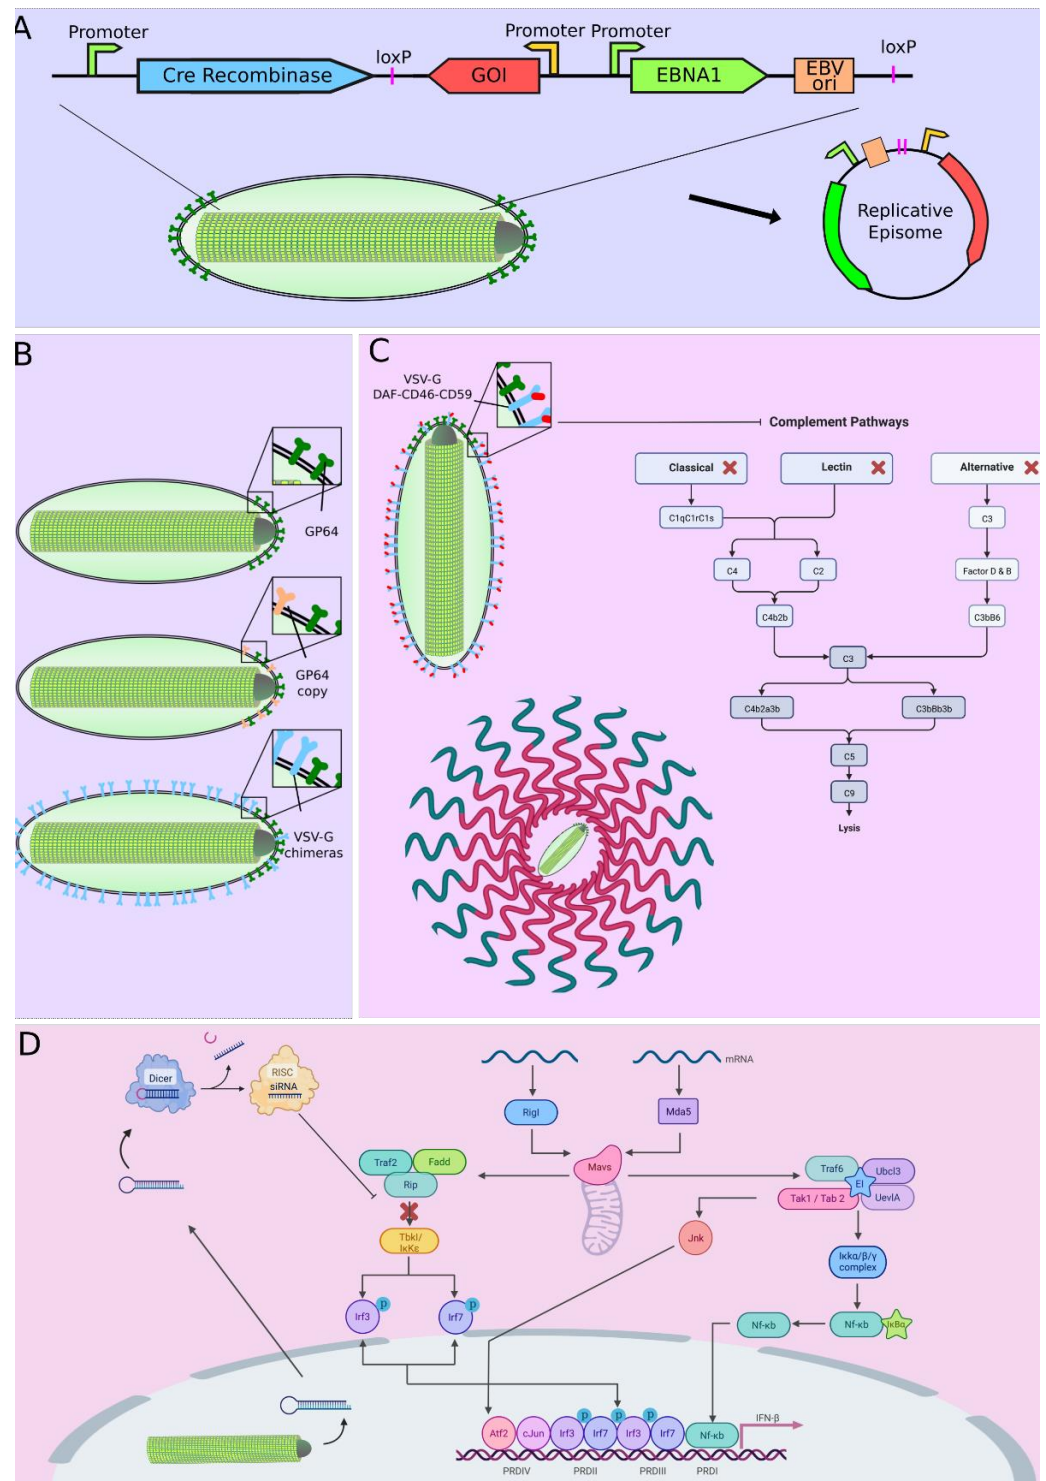 A
Promoter
loxP
Promoter Promoter
loxP
Cre Recombinase
GOI
EBNA1
EBV
ori
Replicative
Episome
B
GP64
GP64
copy
VSV-G
chimeras
C
VSV-G
DAF-CD46-CD59
Complement Pathways
Classical
Lectin
Alternative
C1qC1rC1s
C3
C4
C2
Factor D & B
C4b2b
C3bB6
C3
C4b2a3b
C3bBb3b
C5
C9
Lysis
D
Dicer
RISC
siRNA
mRNA
RigI
Mda5
Traf2
Fadd
Rip
Mavs
Traf6
Ubcl3
EI
Tak1 / Tab 2
UevlA
TbkI/
IκKε
Jnk
Iκkα/β/γ
complex
Irf3
P
Irf7
P
Nf-κb
Nf-κb
IκBα
IFN-β
P
P
P
Atf2
cJun
Irf3
Irf7
Irf3
Irf7
Nf-κb
PRDIV
PRDII
PRDIII
PRDI